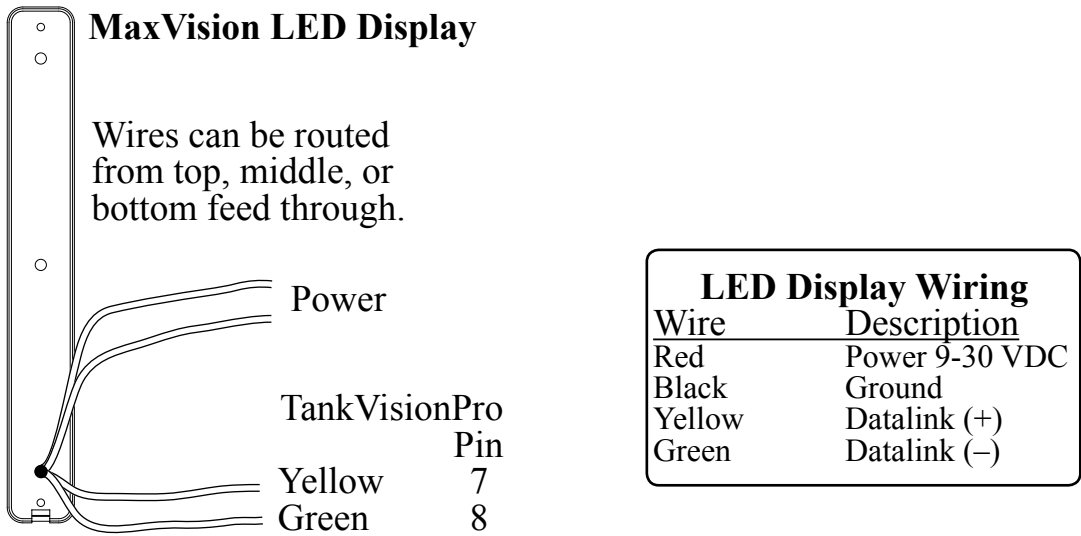 MaxVision LED Display
Wires can be routed
from top, middle, or
bottom feed through.
Power
TankVisionPro
Pin
Yellow 7
Green 8
LED Display Wiring
Wire Description
Red Power 9-30 VDC
Black Ground
Yellow Datalink (+)
Green Datalink (–)